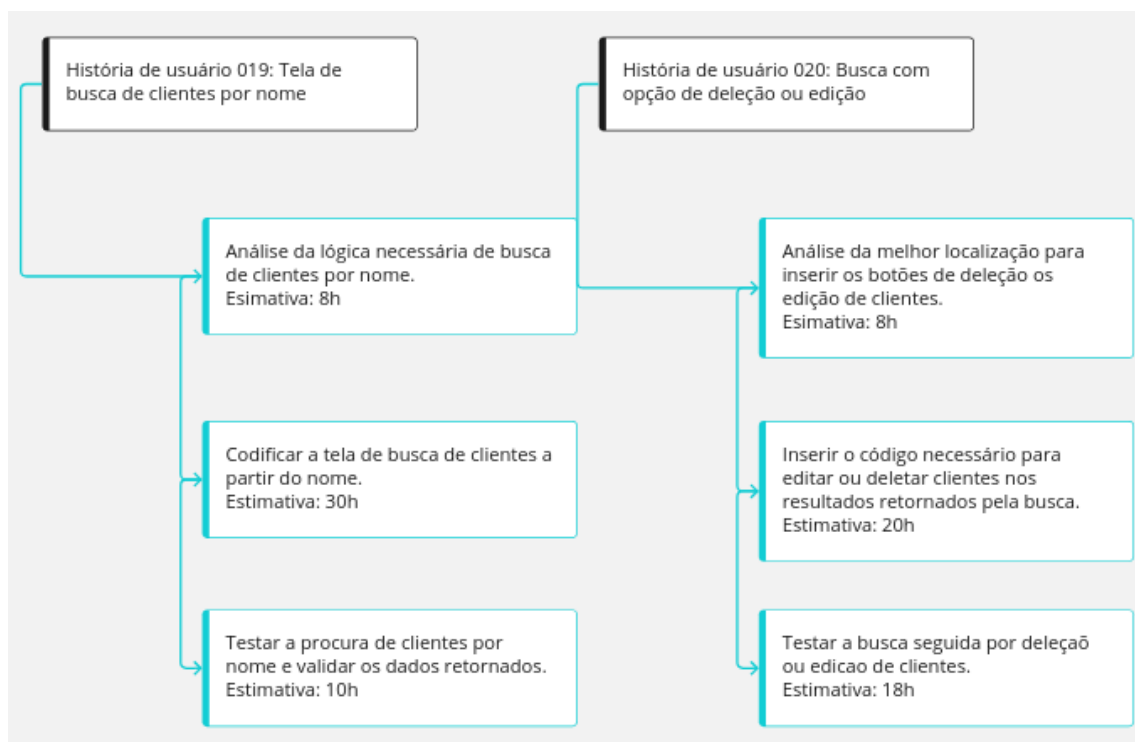 História de usuário 019: Tela de
busca de clientes por nome
Análise da lógica necessária de busca
de clientes por nome.
Esimativa: 8h
Codificar a tela de busca de clientes a
partir do nome.
Estimativa: 30h
Testar a procura de clientes por
nome e validar os dados retornados.
Estimativa: 10h
História de usuário 020: Busca com
opção de deleção ou edição
Análise da melhor localização para
inserir os botões de deleção os
edição de clientes.
Esimativa: 8h
Inserir o código necessário para
editar ou deletar clientes nos
resultados retornados pela busca.
Estimativa: 20h
Testar a busca seguida por deleçaõ
ou edicao de clientes.
Estimativa: 18h